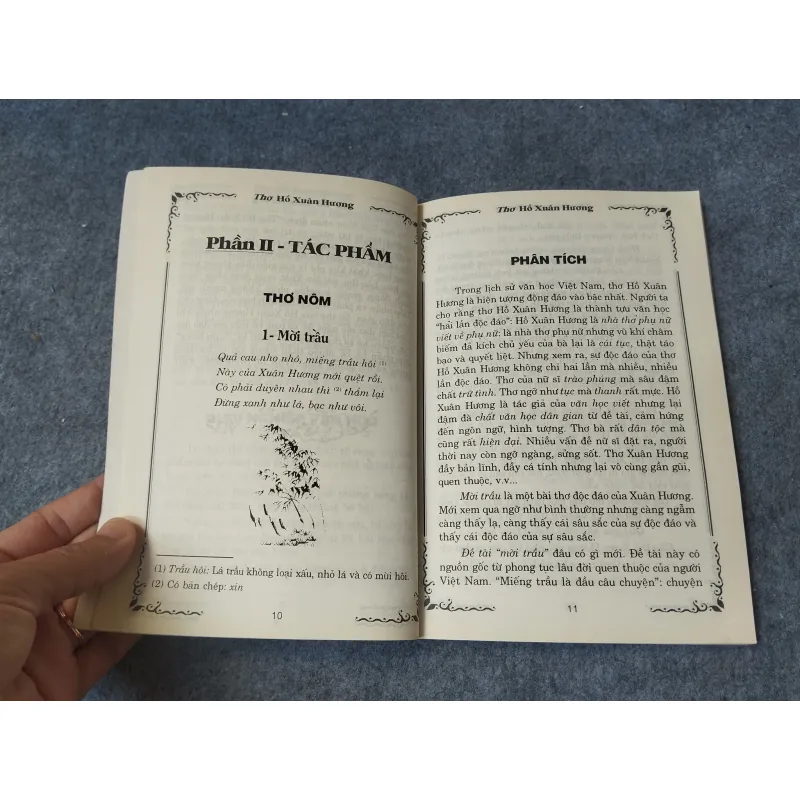 Thơ Hồ Xuân Hương
Phần II - TÁC PHẨM
THƠ NÔM
1- Mời trầu
Quả cau nho nhỏ, miếng trầu hôi (1)
Này của Xuân Hương mới quệt rồi.
Có phải duyên nhau thì (2) thắm lại
Đừng xanh như lá, bạc như vôi.
(1) Trầu hôi: Lá trầu không loại xấu, nhỏ lá và có mùi hôi.
(2) Có bản chép: xin
10
Thơ Hồ Xuân Hương
PHÂN TÍCH
Trong lịch sử văn học Việt Nam, thơ Hồ Xuân
Hương là hiện tượng động đáo vào bậc nhất. Người ta
cho rằng thơ Hồ Xuân Hương là thành tựu văn học
"hai lần độc đáo": Hồ Xuân Hương là nhà thơ phụ nữ
viết về phụ nữ: là nhà thơ phụ nữ nhưng vũ khí châm
biếm đả kích chủ yếu của bà lại là cái tục, thật táo
bạo và quyết liệt. Nhưng xem ra, sự độc đáo của thơ
Hồ Xuân Hương không chỉ hai lần mà nhiều, nhiều
lần độc đáo. Thơ của nữ sĩ trào phúng mà sâu đậm
chất trữ tình. Thơ ngỡ như tục mà thanh rất mực. Hồ
Xuân Hương là tác giả của văn học viết nhưng lại
đậm đà chất văn học dân gian từ đề tài, cảm hứng
đến ngôn ngữ, hình tượng. Thơ bà rất dân tộc mà
cũng rất hiện đại. Nhiều vấn đề nữ sĩ đặt ra, người
thời nay còn ngỡ ngàng, sửng sốt. Thơ Xuân Hương
đầy bản lĩnh, đầy cá tính nhưng lại vô cùng gần gũi,
quen thuộc, v.v...
Mời trầu là một bài thơ độc đáo của Xuân Hương.
Mới xem qua ngỡ như bình thường nhưng càng ngẫm
càng thấy lạ, càng thấy cái sâu sắc của sự độc đáo và
thấy cái độc đáo của sự sâu sắc.
Đề tài "mời trầu" đâu có gì mới. Đề tài này có
nguồn gốc từ phong tục lâu đời quen thuộc của người
Việt Nam. "Miếng trầu là đầu câu chuyện": chuyện
11